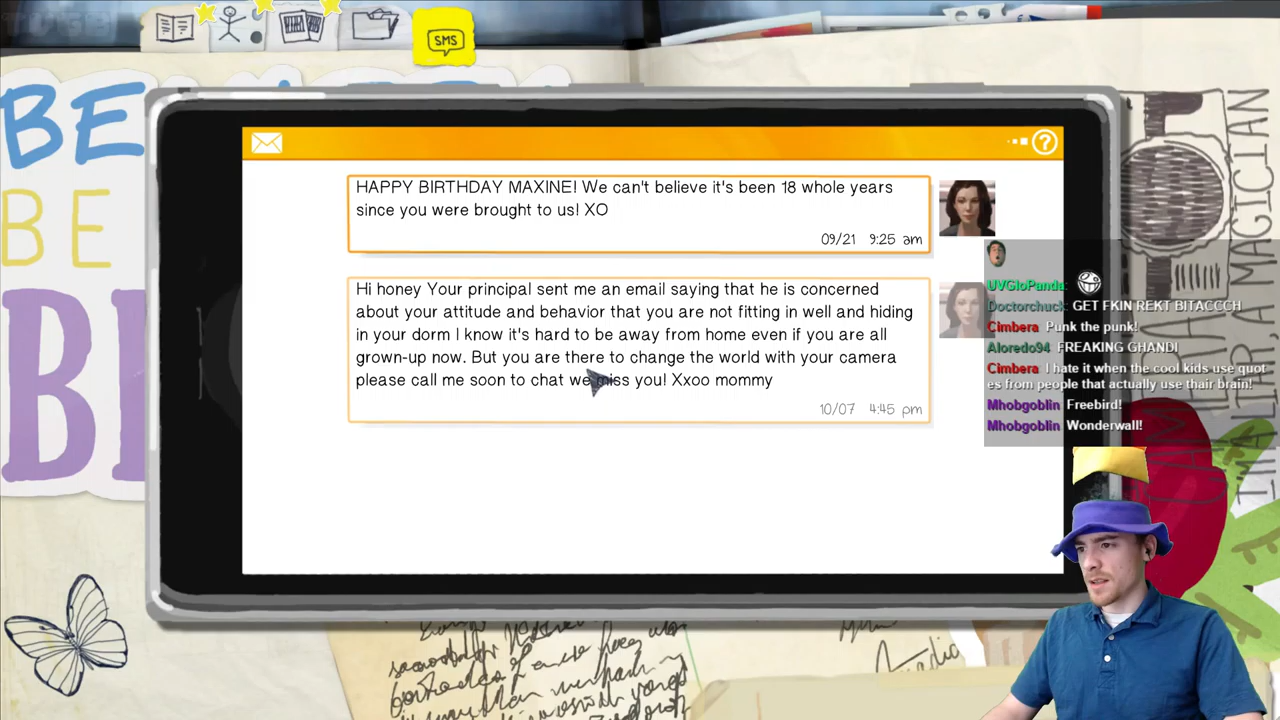 SMS
BE
BE
HAPPY BIRTHDAY MAXINE! We can't believe it's been 18 whole years
since you were brought to us! XO
09/21 9:25 am
Hi honey Your principal sent me an email saying that he is concerned
about your attitude and behavior that you are not fitting in well and hiding
in your dorm I know it's hard to be away from home even if you are all
grown-up now. But you are there to change the world with your camera
please call me soon to chat we miss you! Xxoo mommy
10/07 4:45 pm
UVGloPanda:
Doctorchuck: GET FKIN REKT BITACCCH
Cimbera: Punk the punk!
Aloredo94: FREAKING GHANDI
Cimbera: I hate it when the cool kids use quot
es from people that actually use thair brain!
Mhobgoblin: Freebird!
Mhobgoblin: Wonderwall!
MAGICIAN